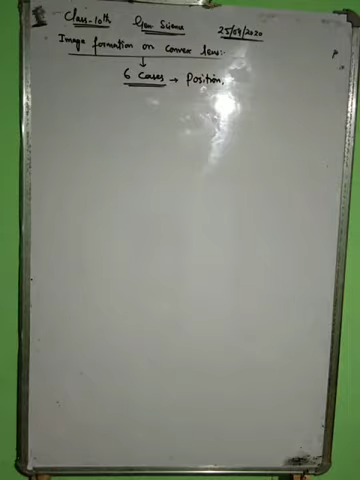 Class-10th Gen Science 25/09/2020
Image formation on convex lens:-
↓
6 Cases → Position,